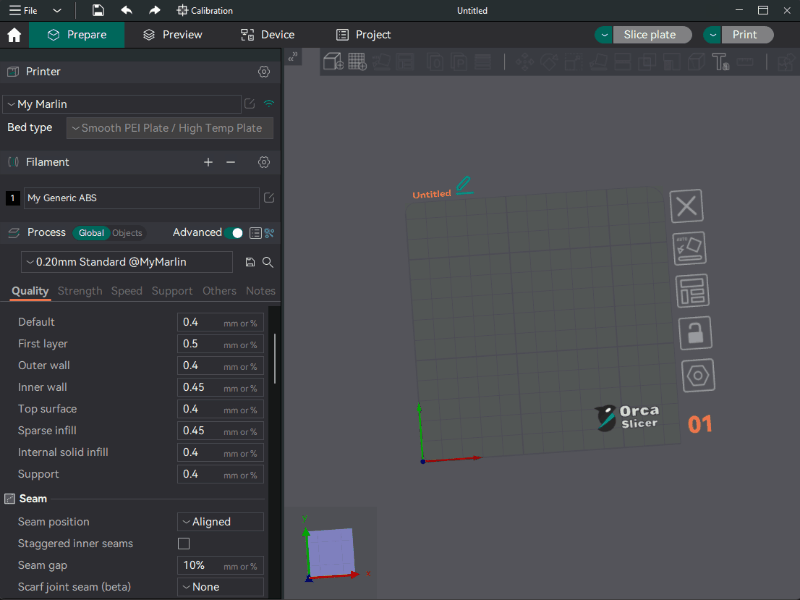 File Calibration Untitled
Prepare Preview Device Project Slice plate Print
Printer
My Marlin
Bed type Smooth PEI Plate / High Temp Plate
Filament
1 My Generic ABS
Process Global Objects Advanced
0.20mm Standard @MyMarlin
Quality Strength Speed Support Others Notes
Default 0.4 mm or %
First layer 0.5 mm or %
Outer wall 0.4 mm or %
Inner wall 0.45 mm or %
Top surface 0.4 mm or %
Sparse infill 0.45 mm or %
Internal solid infill 0.4 mm or %
Support 0.4 mm or %
Seam
Seam position Aligned
Staggered inner seams
Seam gap 10% mm or %
Scarf joint seam (beta) None
Untitled
AUTO
Orca
Slicer
01
y
x